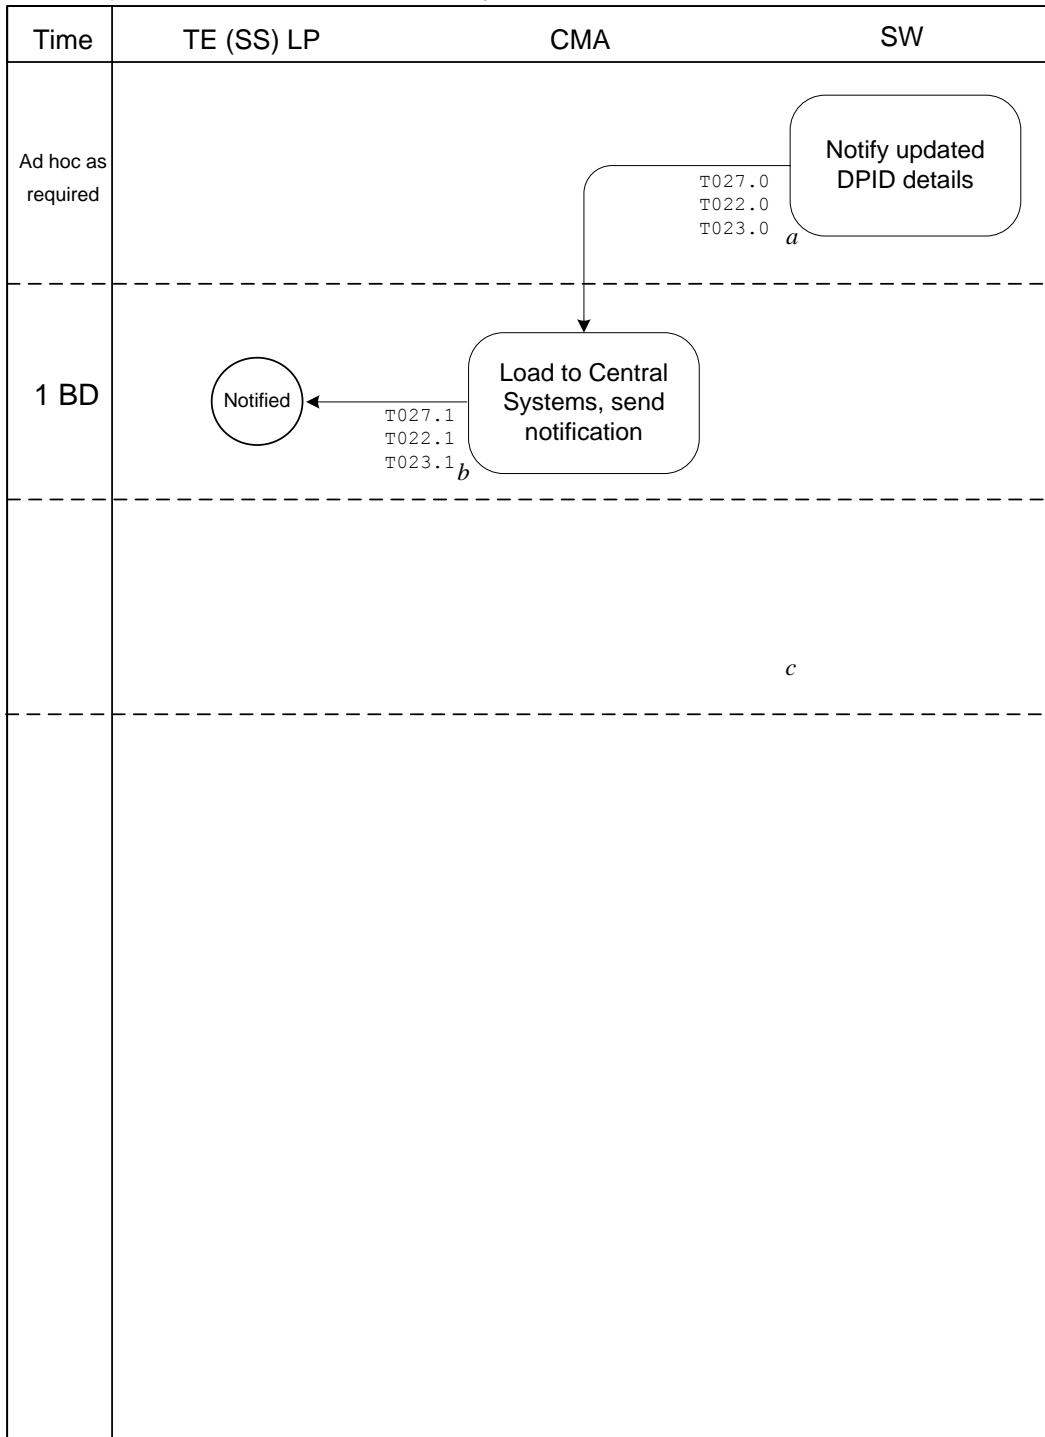 Time
TE (SS) LP
CMA
SW
Ad hoc as
required
Notify updated
DPID details
T027.0
T022.0
T023.0
a
1 BD
Notified
T027.1
T022.1
T023.1
b
Load to Central
Systems, send
notification
c